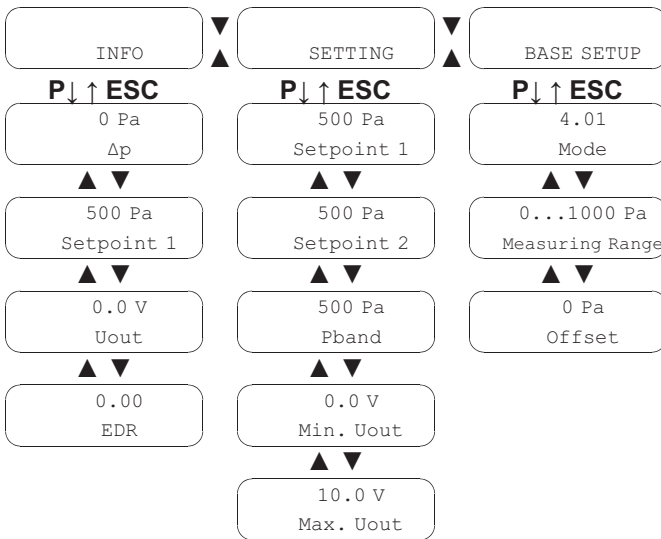 INFO
▼
▲
SETTING
▼
▲
BASE SETUP
P↓ ↑ ESC
P↓ ↑ ESC
P↓ ↑ ESC
0 Pa
Δp
500 Pa
Setpoint 1
4.01
Mode
▲ ▼
▲ ▼
▲ ▼
500 Pa
Setpoint 1
500 Pa
Setpoint 2
0...1000 Pa
Measuring Range
▲ ▼
▲ ▼
▲ ▼
0.0 V
Uout
500 Pa
Pband
0 Pa
Offset
▲ ▼
▲ ▼
0.00
EDR
0.0 V
Min. Uout
▲ ▼
10.0 V
Max. Uout